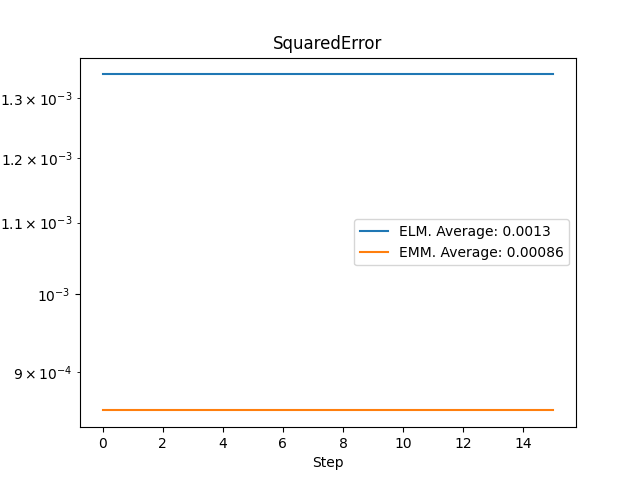 SquaredError
1.3 × 10⁻³
1.2 × 10⁻³
1.1 × 10⁻³
10⁻³
9 × 10⁻⁴
ELM. Average: 0.0013
EMM. Average: 0.00086
0 2 4 6 8 10 12 14
Step